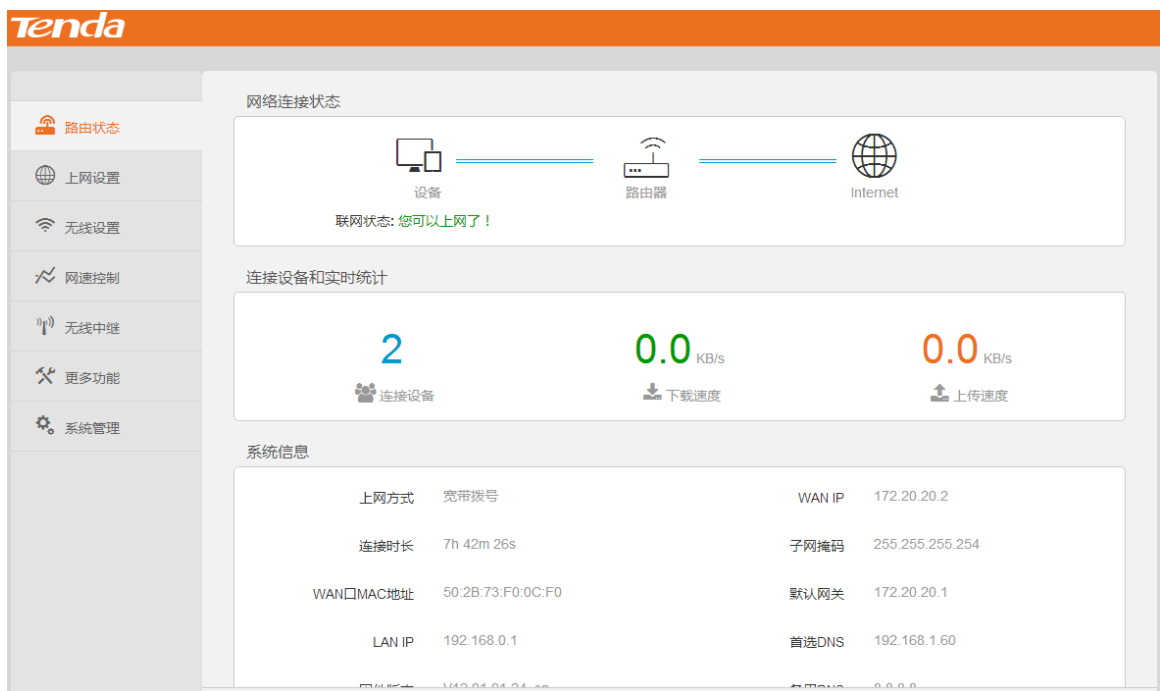 Tenda
路由状态
上网设置
无线设置
网速控制
无线中继
更多功能
系统管理
网络连接状态
设备
路由器
Internet
联网状态: 您可以上网了！
连接设备和实时统计
2
连接设备
0.0 KB/s
下载速度
0.0 KB/s
上传速度
系统信息
上网方式 宽带拨号 WAN IP 172.20.20.2
连接时长 7h 42m 26s 子网掩码 255.255.255.254
WAN口MAC地址 50:2B:73:F0:0C:F0 默认网关 172.20.20.1
LAN IP 192.168.0.1 首选DNS 192.168.1.60